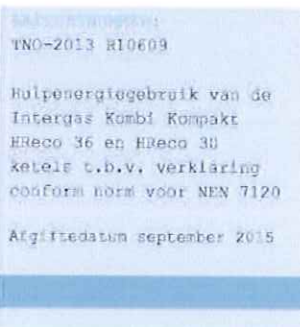 TNO-2013 R10609
Hulpenergiegebruik van de
Intergas Kombi Kompakt
HReco 36 en HReco 30
ketels t.b.v. verklaring
conform norm voor NEN 7120
Afgiftedatum september 2015